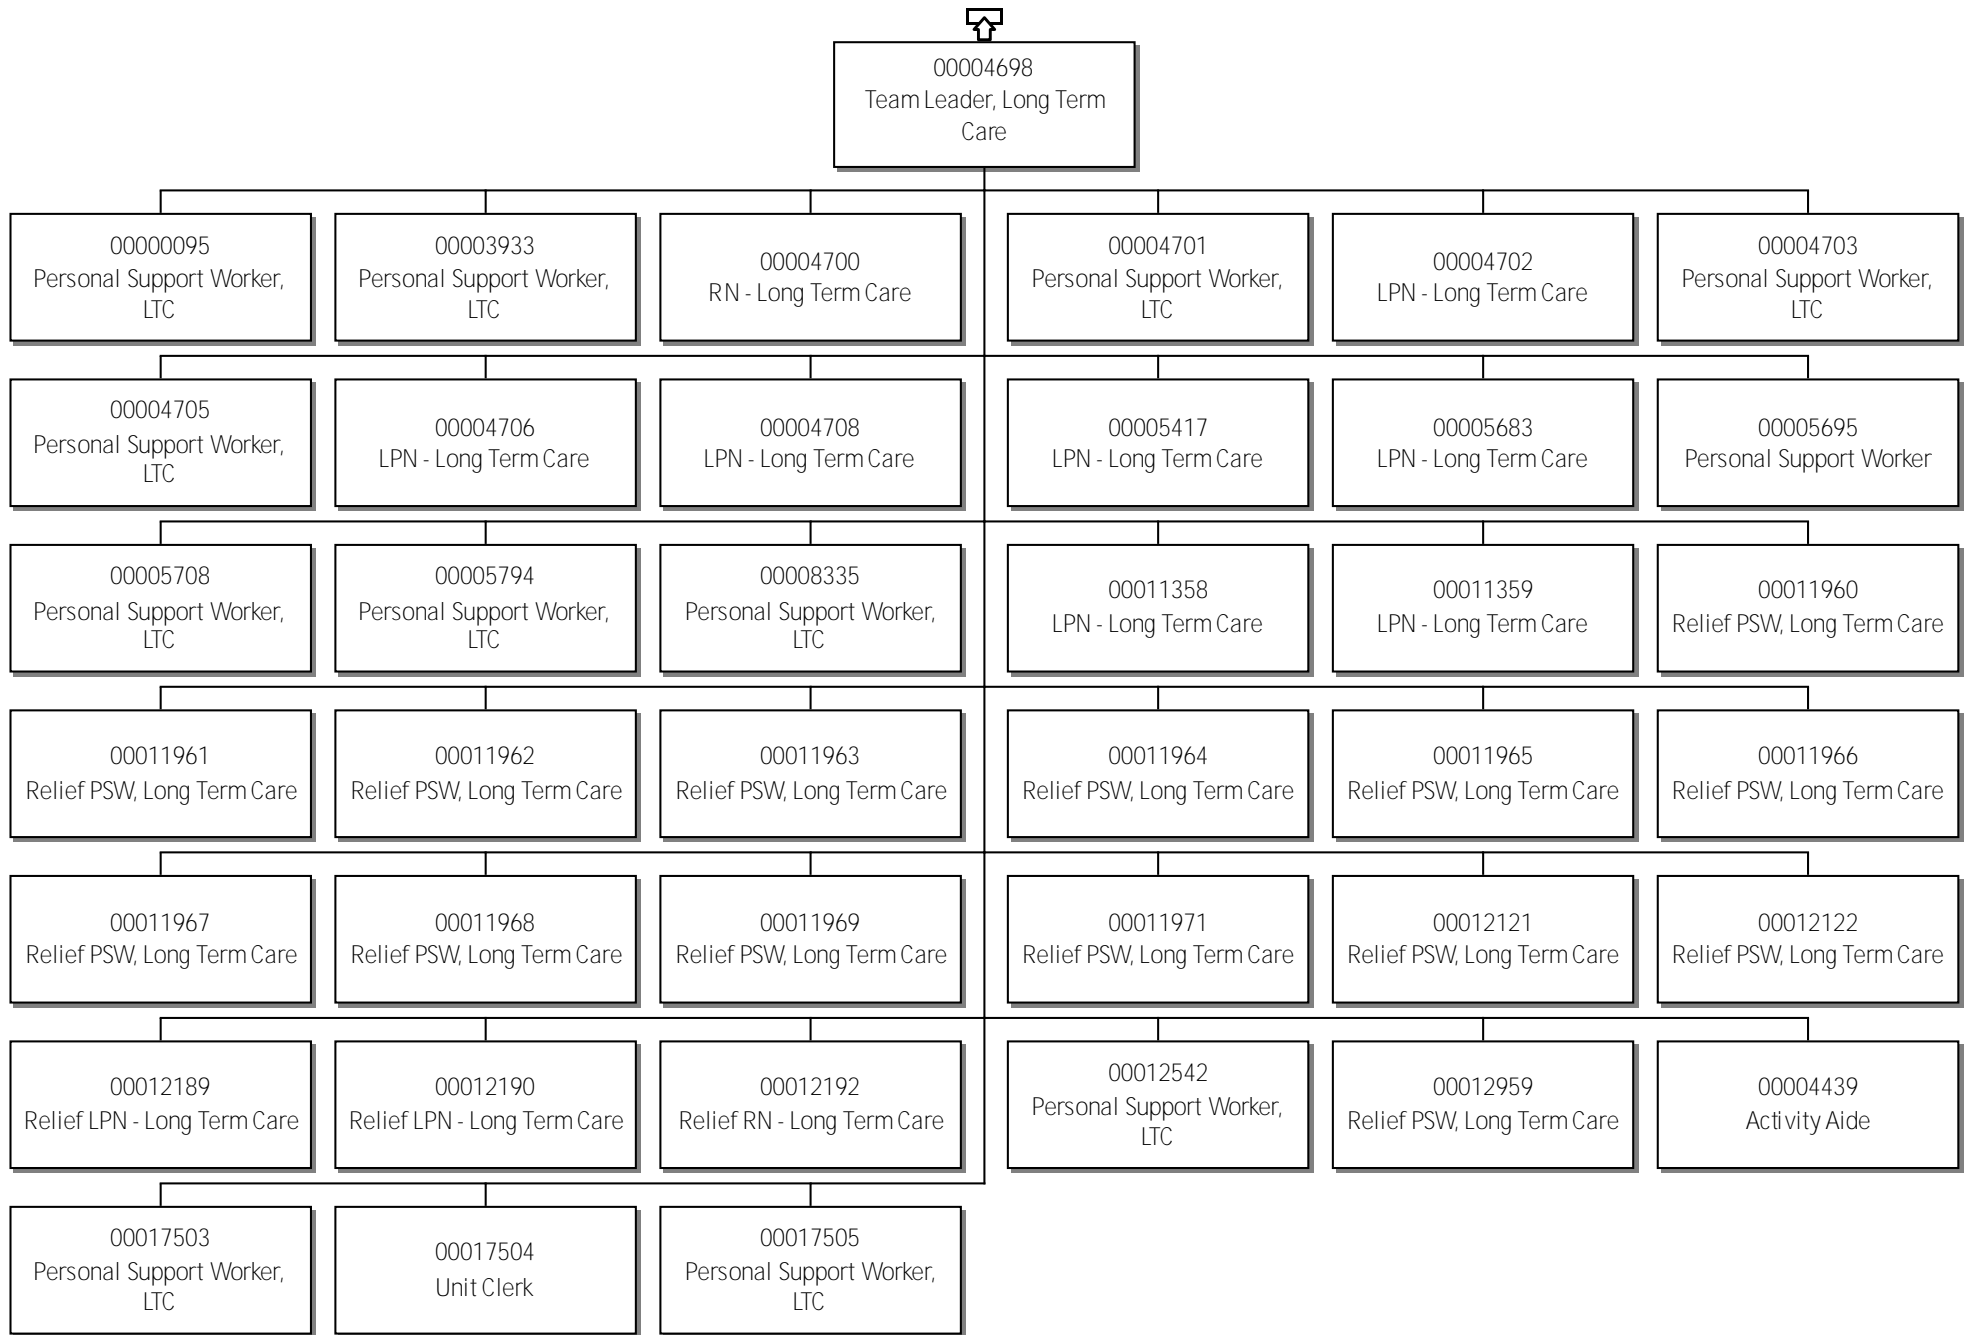 00004698
Team Leader, Long Term
Care
00000095
Personal Support Worker,
LTC
00003933
Personal Support Worker,
LTC
00004700
RN - Long Term Care
00004701
Personal Support Worker,
LTC
00004702
LPN - Long Term Care
00004703
Personal Support Worker,
LTC
00004705
Personal Support Worker,
LTC
00004706
LPN - Long Term Care
00004708
LPN - Long Term Care
00005417
LPN - Long Term Care
00005683
LPN - Long Term Care
00005695
Personal Support Worker
00005708
Personal Support Worker,
LTC
00005794
Personal Support Worker,
LTC
00008335
Personal Support Worker,
LTC
00011358
LPN - Long Term Care
00011359
LPN - Long Term Care
00011960
Relief PSW, Long Term Care
00011961
Relief PSW, Long Term Care
00011962
Relief PSW, Long Term Care
00011963
Relief PSW, Long Term Care
00011964
Relief PSW, Long Term Care
00011965
Relief PSW, Long Term Care
00011966
Relief PSW, Long Term Care
00011967
Relief PSW, Long Term Care
00011968
Relief PSW, Long Term Care
00011969
Relief PSW, Long Term Care
00011971
Relief PSW, Long Term Care
00012121
Relief PSW, Long Term Care
00012122
Relief PSW, Long Term Care
00012189
Relief LPN - Long Term Care
00012190
Relief LPN - Long Term Care
00012192
Relief RN - Long Term Care
00012542
Personal Support Worker,
LTC
00012959
Relief PSW, Long Term Care
00004439
Activity Aide
00017503
Personal Support Worker,
LTC
00017504
Unit Clerk
00017505
Personal Support Worker,
LTC